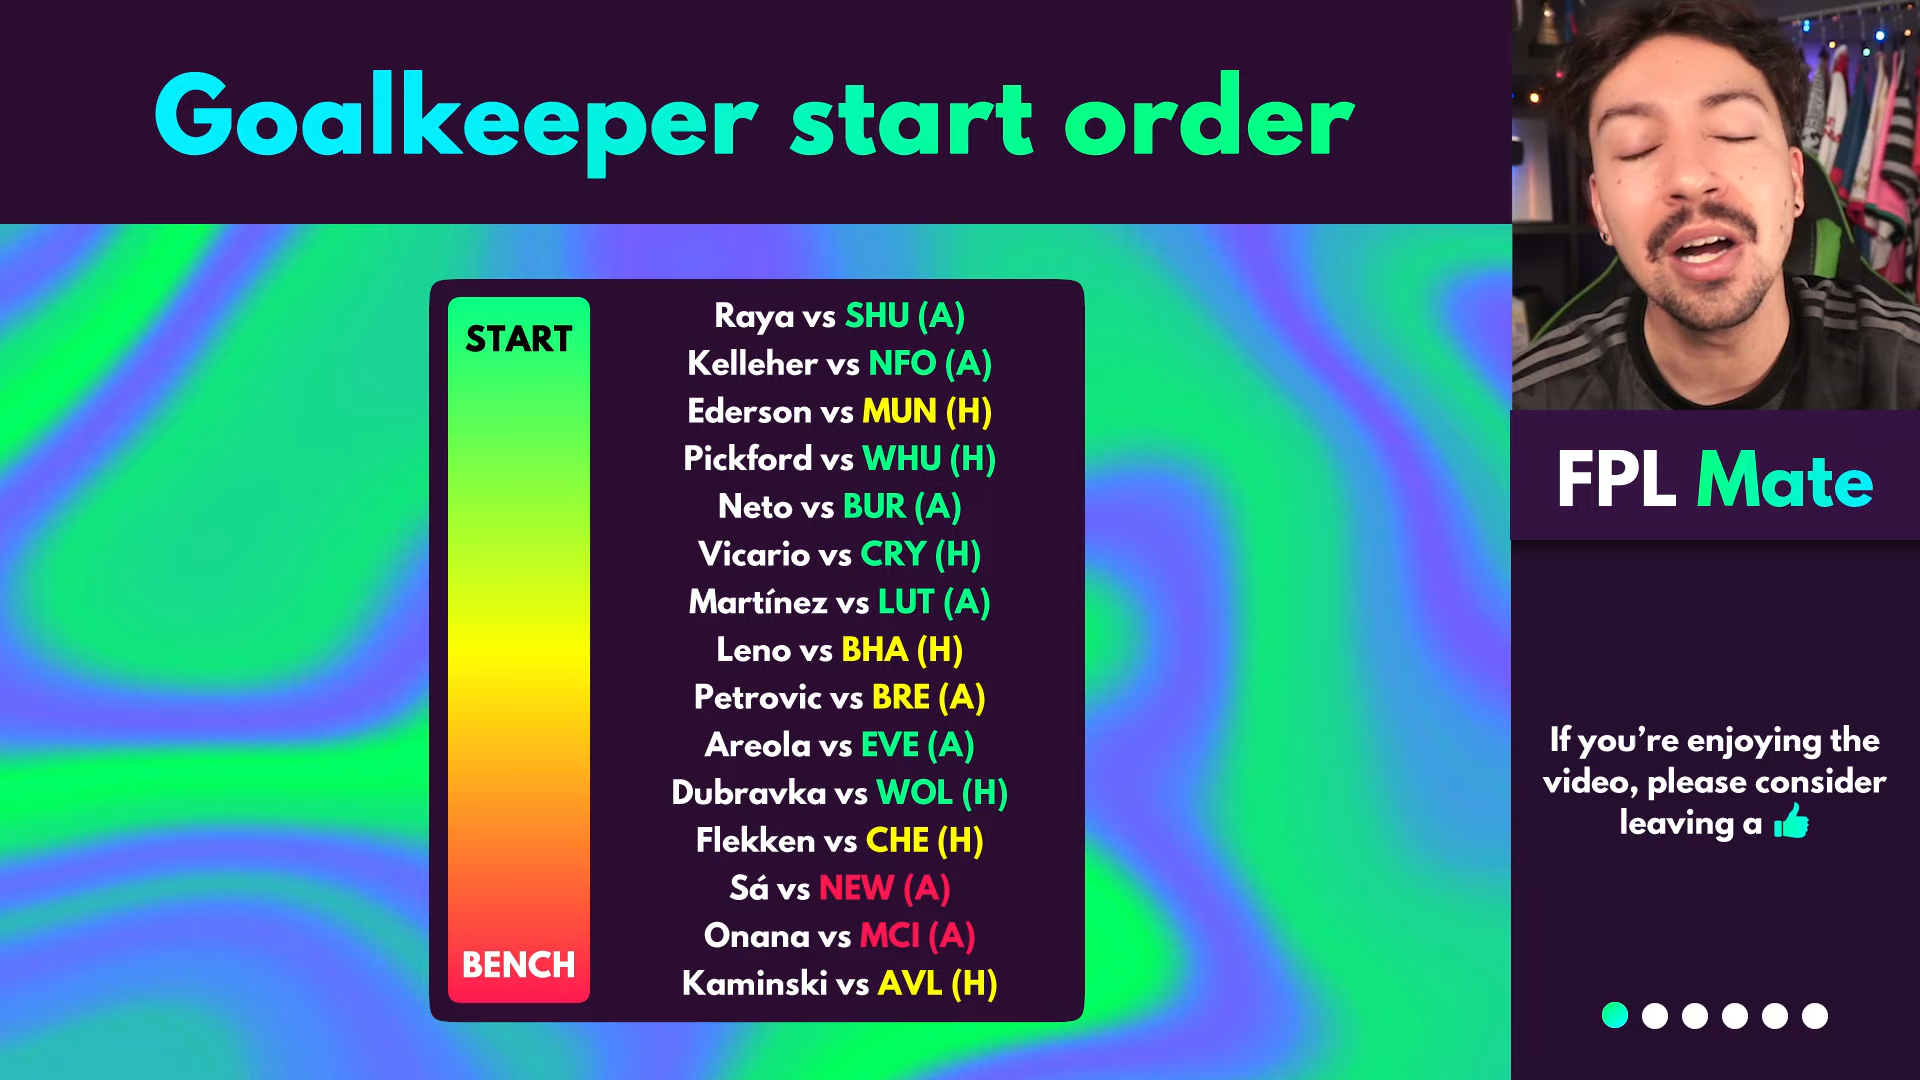 Goalkeeper start order
START
Raya vs SHU (A)
Kelleher vs NFO (A)
Ederson vs MUN (H)
Pickford vs WHU (H)
Neto vs BUR (A)
Vicario vs CRY (H)
Martínez vs LUT (A)
Leno vs BHA (H)
Petrovic vs BRE (A)
Areola vs EVE (A)
Dubravka vs WOL (H)
Flekken vs CHE (H)
Sá vs NEW (A)
Onana vs MCI (A)
Kaminski vs AVL (H)
BENCH
FPL Mate
If you're enjoying the
video, please consider
leaving a